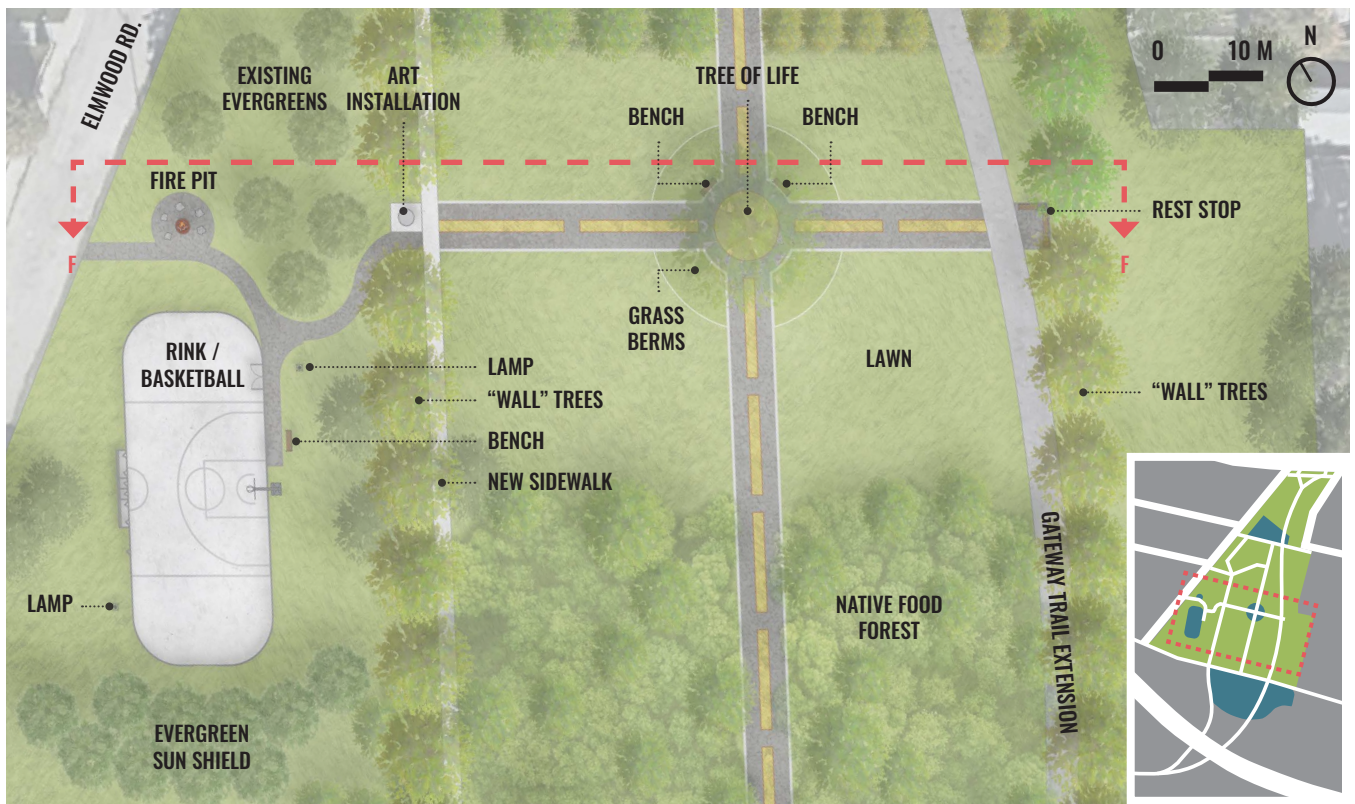 ELMWOOD RD.
EXISTING
EVERGREENS
ART
INSTALLATION
TREE OF LIFE
BENCH
BENCH
0 10 M
N
FIRE PIT
REST STOP
F
F
GRASS
BERMS
LAWN
RINK /
BASKETBALL
LAMP
“WALL” TREES
“WALL” TREES
BENCH
NEW SIDEWALK
GATEWAY TRAIL EXTENSION
LAMP
NATIVE FOOD
FOREST
EVERGREEN
SUN SHIELD